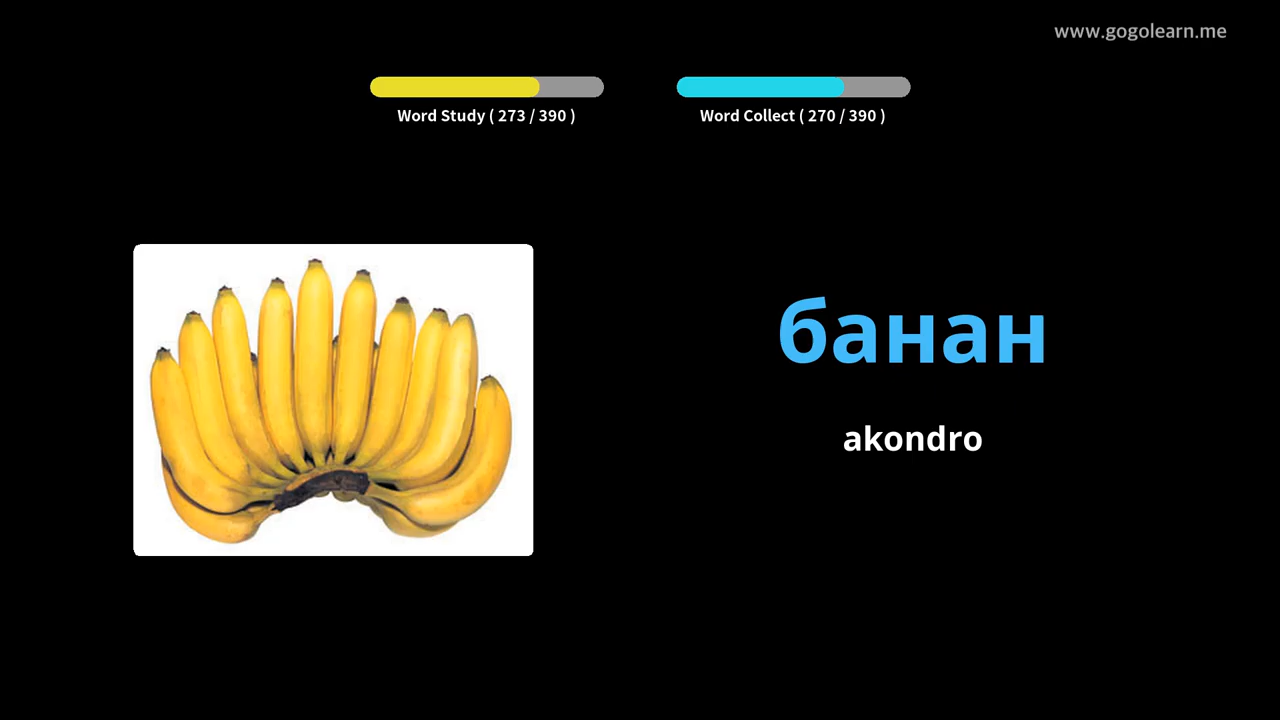 www.gogolearn.me
Word Study ( 273 / 390 )
Word Collect ( 270 / 390 )
банан
akondro